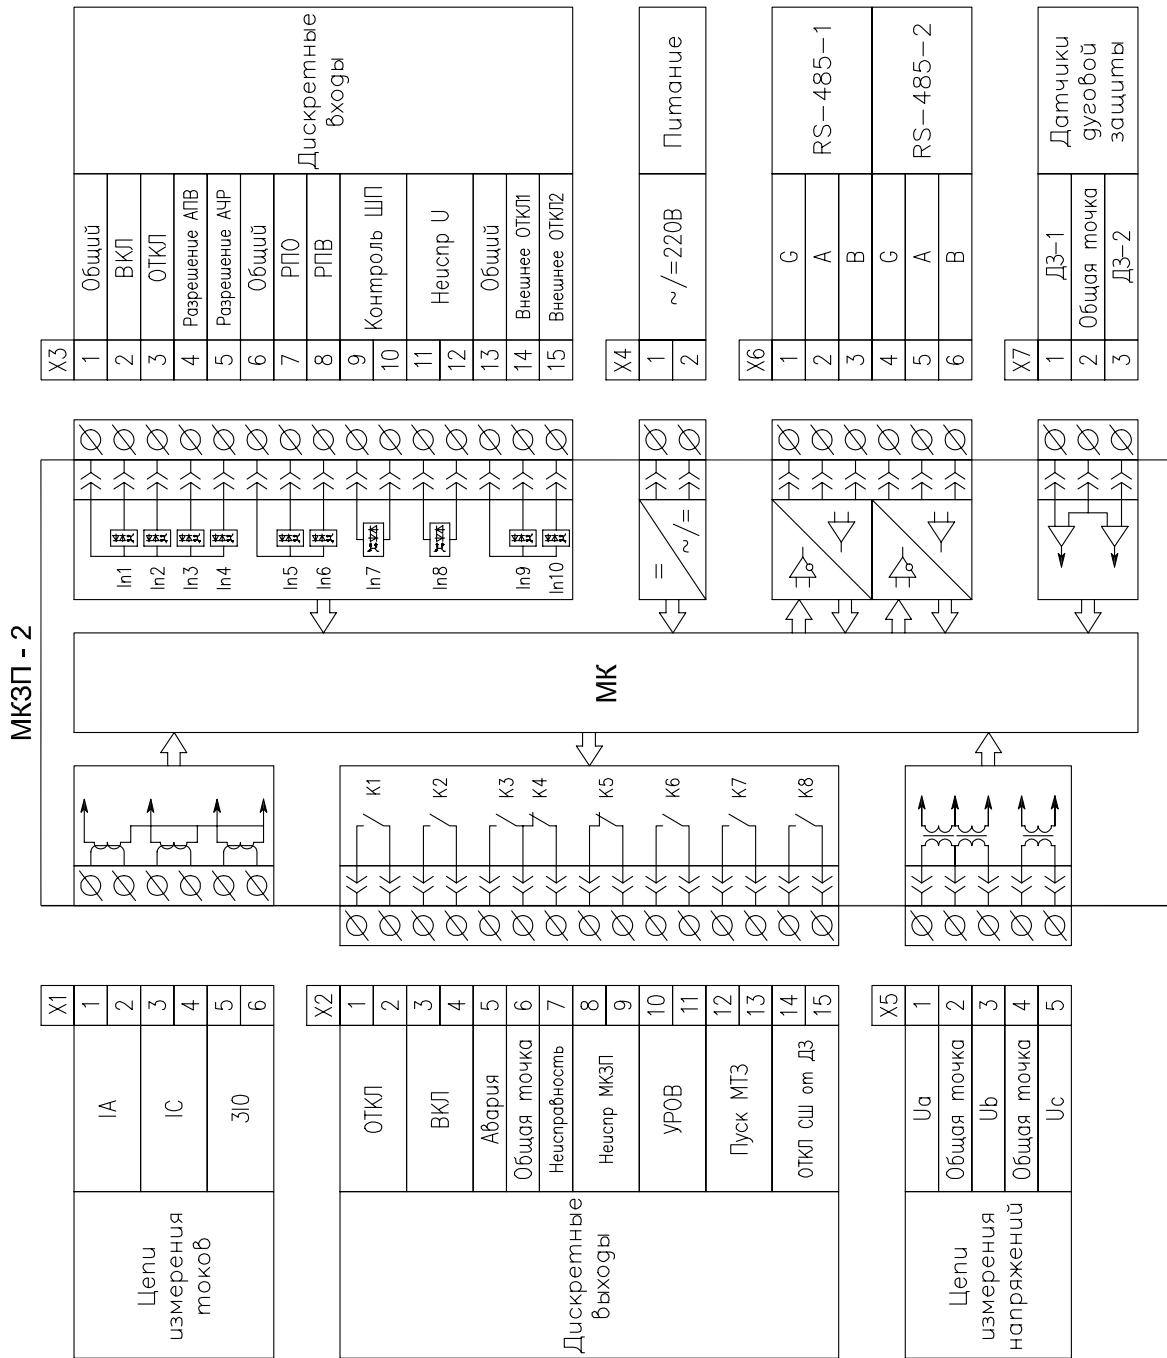 МКЗП - 2
МК
X1
1
2
3
4
5
6
IA
IC
3I0
Цепи
измерения
токов
X2
1
2
3
4
5
6
7
8
9
10
11
12
13
14
15
ОТКЛ
ВКЛ
Авария
Общая точка
Неисправность
Неиспр МКЗП
УРОВ
Пуск МТЗ
ОТКЛ СШ от ДЗ
Дискретные
выходы
K1
K2
K3
K4
K5
K6
K7
K8
X5
1
2
3
4
5
Ua
Общая точка
Ub
Общая точка
Uc
Цепи
измерения
напряжений
X3
1
2
3
4
5
6
7
8
9
10
11
12
13
14
15
Общий
ВКЛ
ОТКЛ
Разрешение АПВ
Разрешение АЧР
Общий
РПО
РПВ
Контроль ШП
Неиспр U
Общий
Внешнее ОТКЛ1
Внешнее ОТКЛ2
Дискретные
входы
In1
In2
In3
In4
In5
In6
In7
In8
In9
In10
X4
1
2
~/=220В
Питание
=
~/=
X6
1
2
3
4
5
6
G
A
B
G
A
B
RS-485-1
RS-485-2
X7
1
2
3
ДЗ-1
Общая точка
ДЗ-2
Датчики
дуговой
защиты